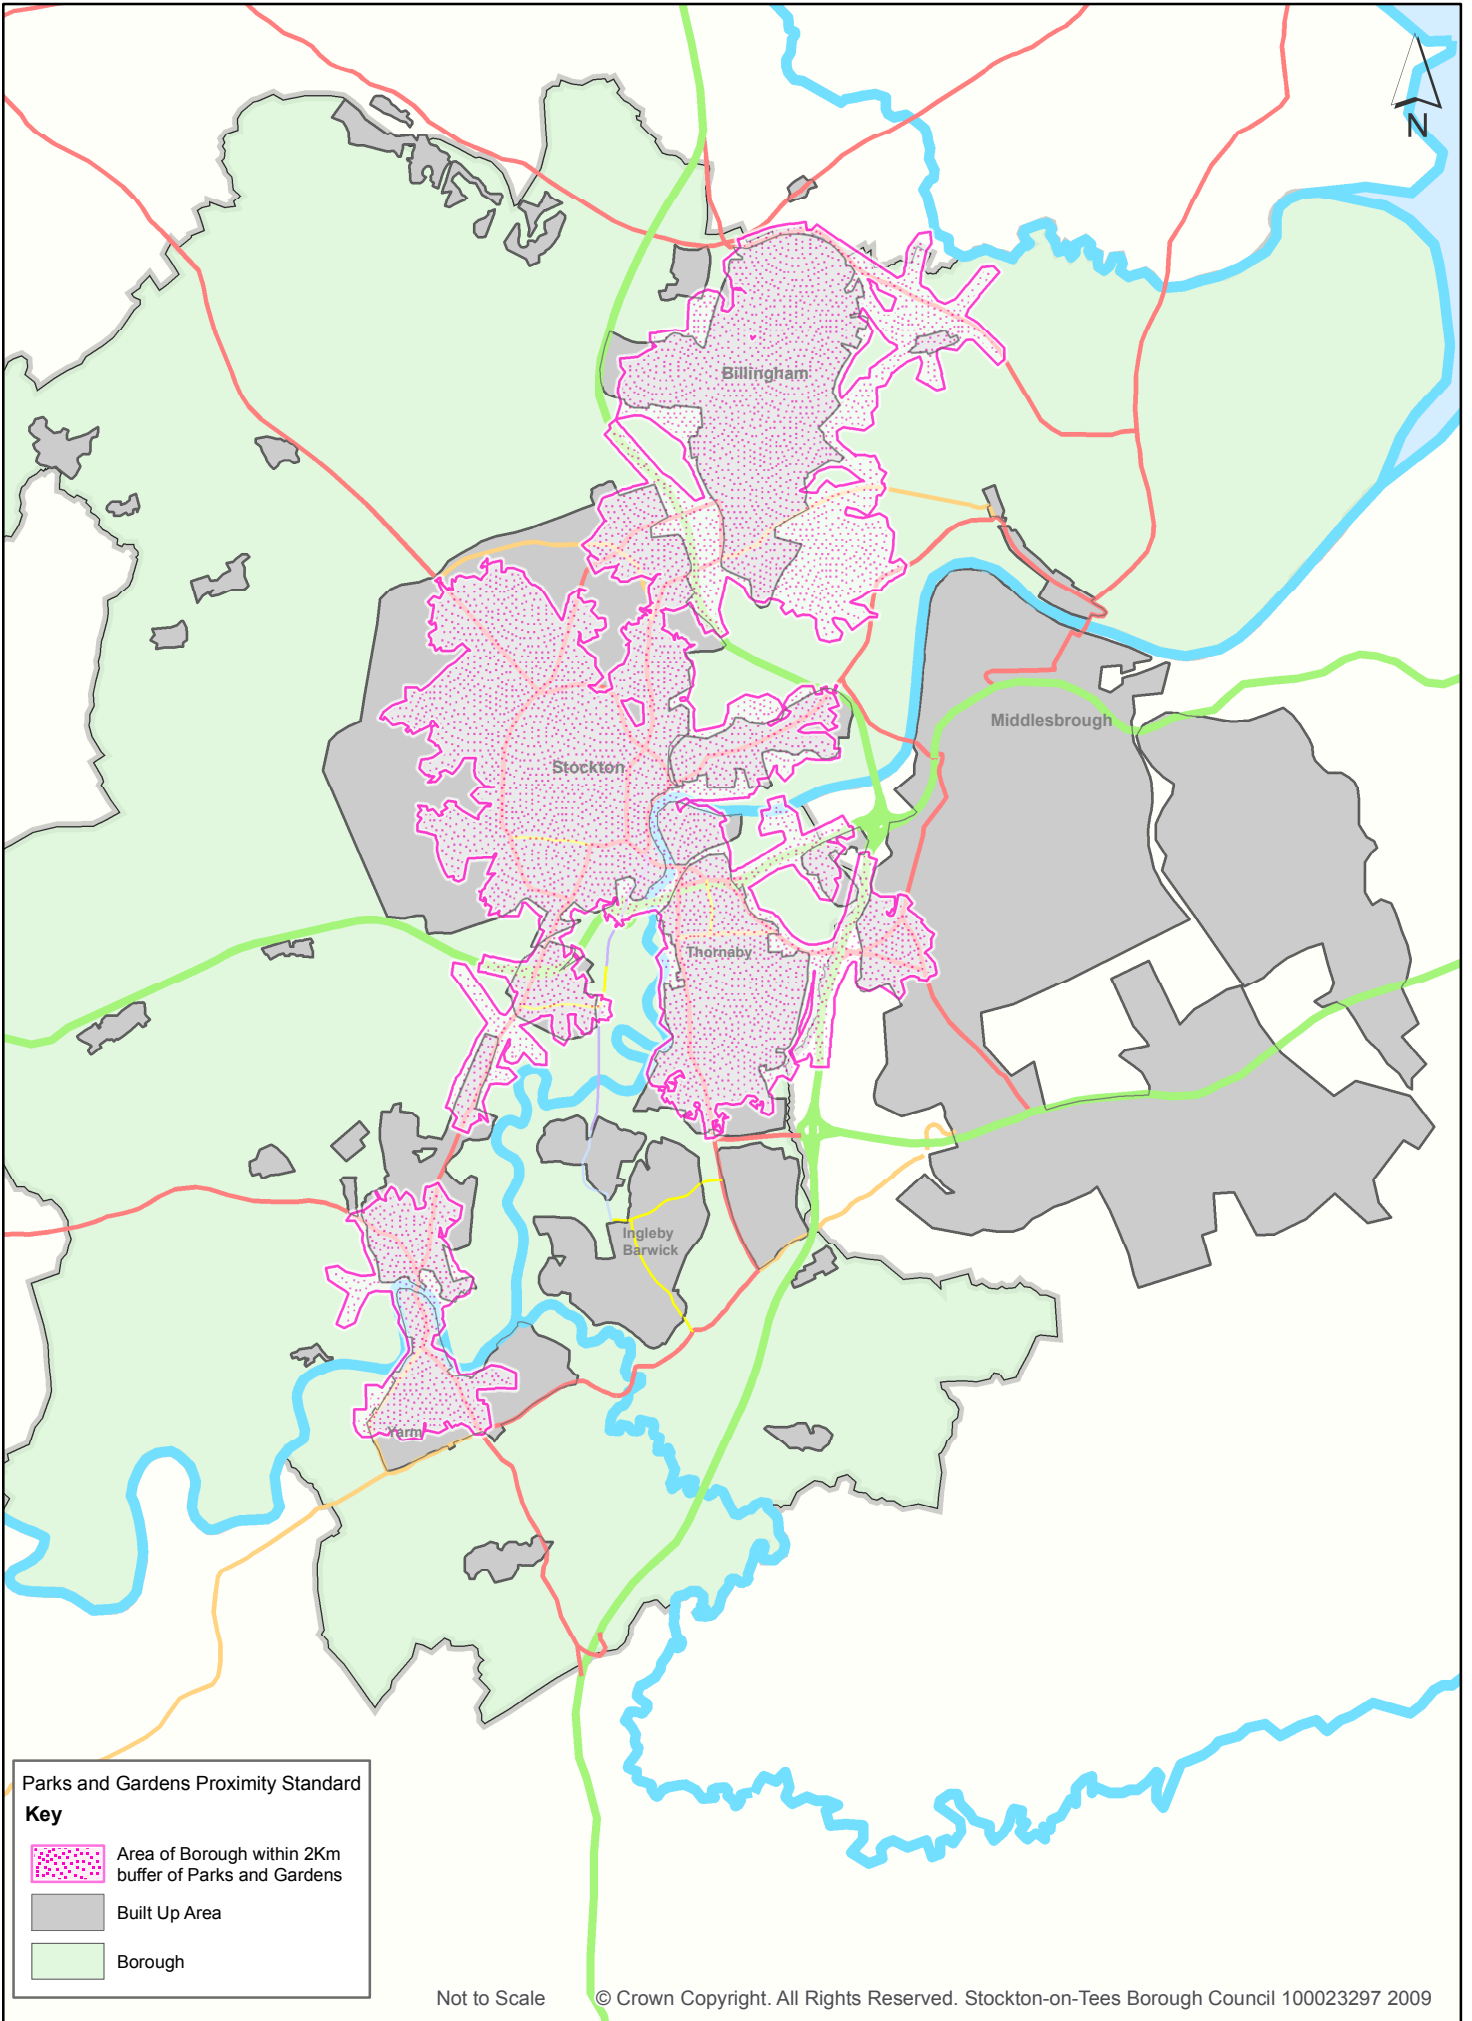 N
Billingham
Middlesbrough
Stockton
Thornaby
Ingleby
Barwick
Yarm
Parks and Gardens Proximity Standard
Key
Area of Borough within 2Km
buffer of Parks and Gardens
Built Up Area
Borough
Not to Scale
© Crown Copyright. All Rights Reserved. Stockton-on-Tees Borough Council 100023297 2009